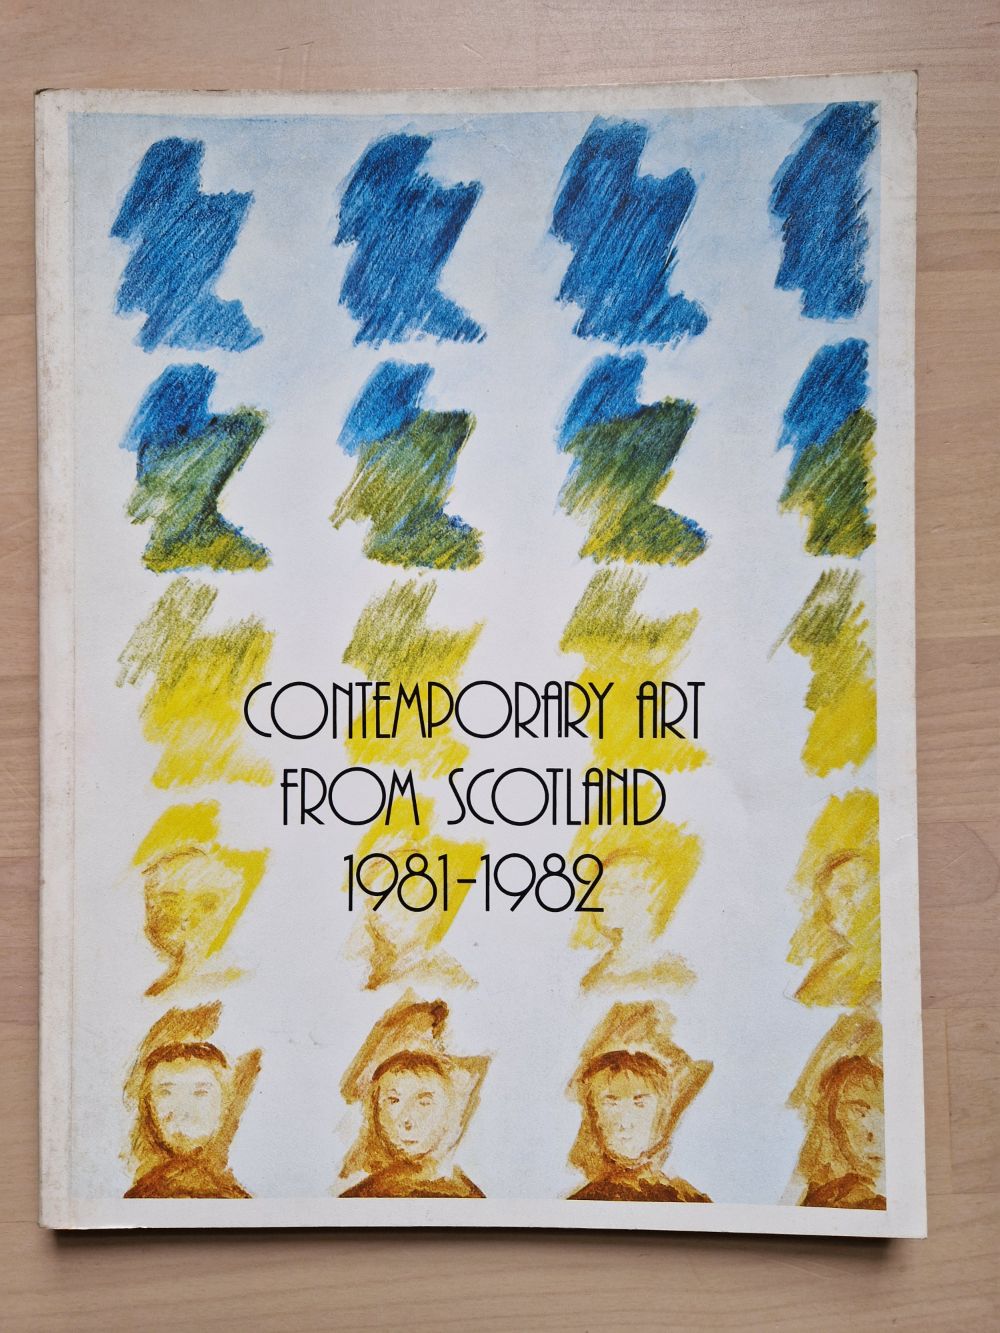 CONTEMPORARY ART
FROM SCOTLAND
1981-1982